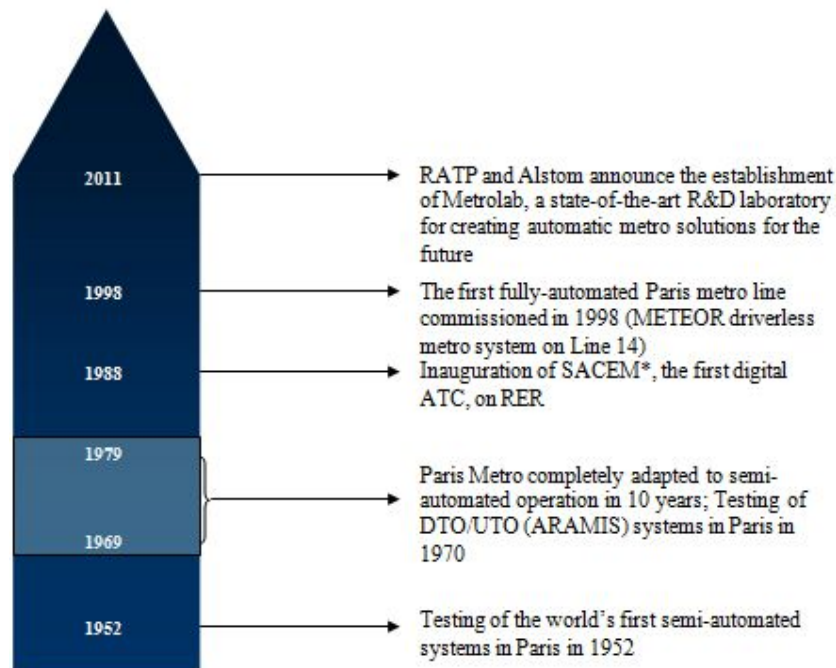 2011
RATP and Alstom announce the establishment
of Metrolab, a state-of-the-art R&D laboratory
for creating automatic metro solutions for the
future
1998
The first fully-automated Paris metro line
commissioned in 1998 (METEOR driverless
metro system on Line 14)
1988
Inauguration of SACEM*, the first digital
ATC, on RER
1979
Paris Metro completely adapted to semi-
automated operation in 10 years; Testing of
DTO/UTO (ARAMIS) systems in Paris in
1970
1969
1952
Testing of the world's first semi-automated
systems in Paris in 1952